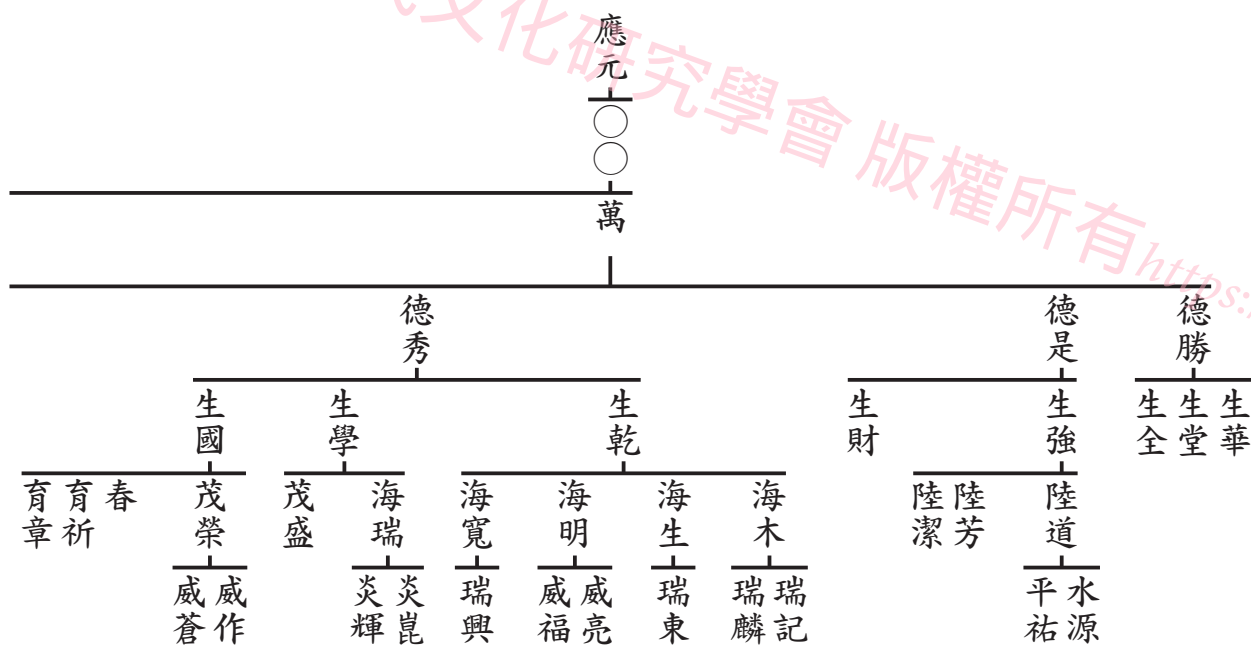 應元
○○
萬
德勝
德是
德秀
生華
生堂
生全
生強
生財
生乾
生學
生國
陸道
陸芳
陸潔
海木
海生
海明
海寬
海瑞
茂盛
茂榮
春
育祈
育章
水源
平祐
瑞記
瑞麟
瑞東
威亮
威福
瑞興
炎崑
炎輝
威作
威蒼
文化研究學會 版權所有https: